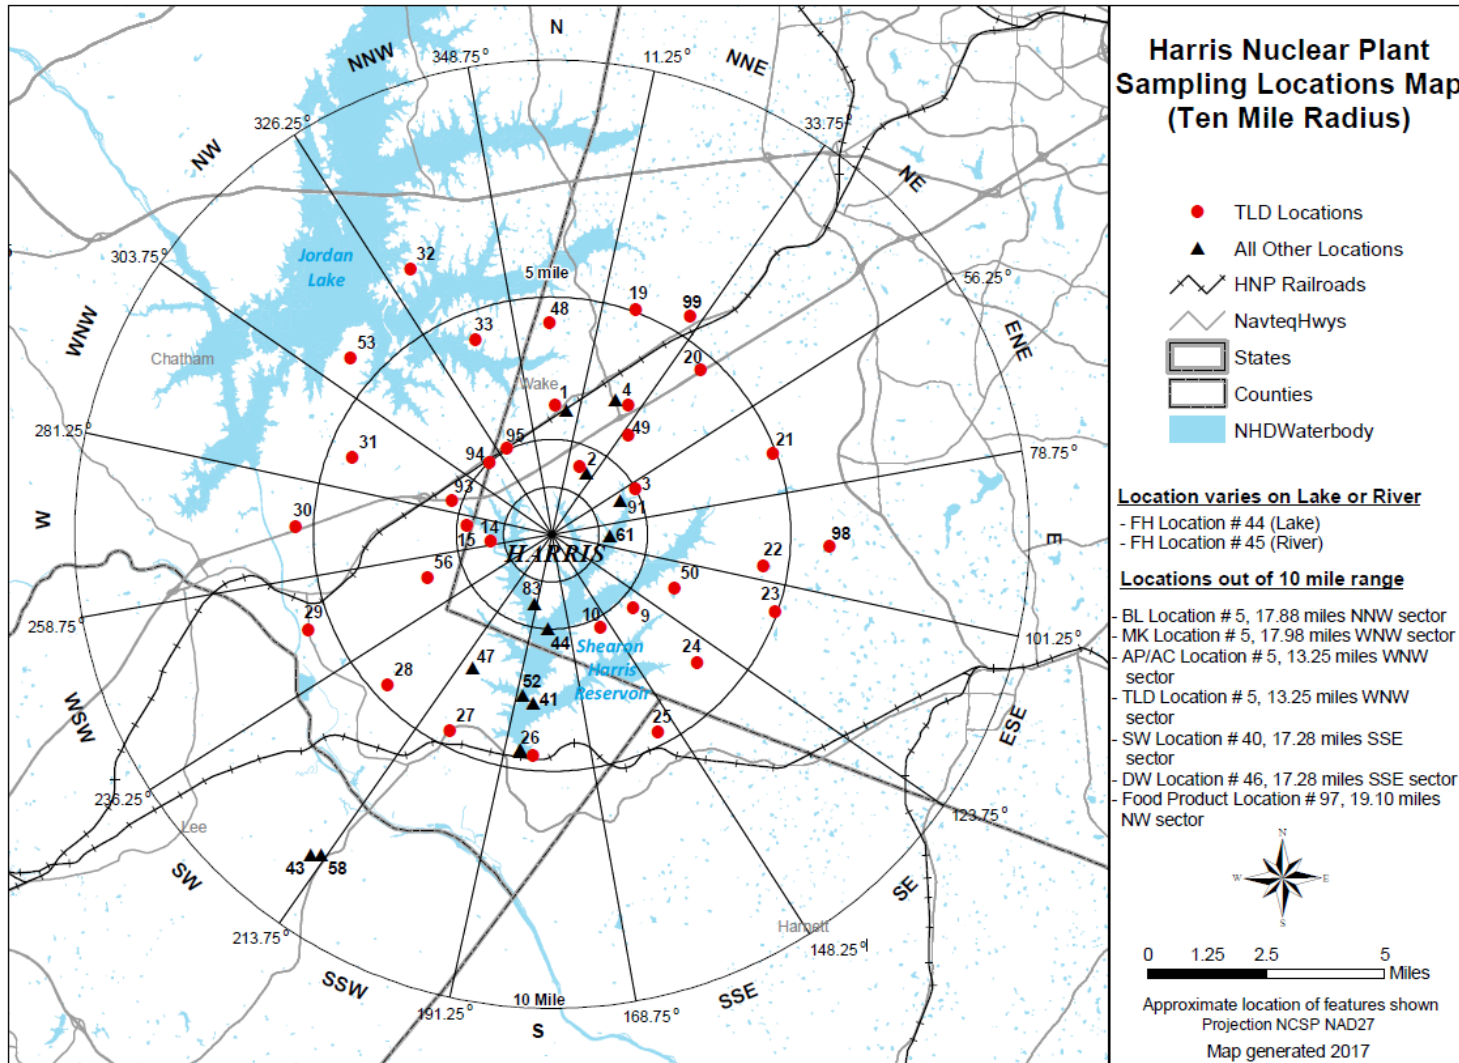 N
NNW
348.75°
11.25°
NNE
326.25°
33.75°
NW
NE
303.75°
Jordan
Lake
32
5 mile
56.25°
19
99
48
33
WNW
53
20
ENE
Chatham
Wake
1
4
281.25°
49
21
78.75°
31
95
94
2
93
3
91
W
30
14
15
61
98
E
HARRIS
56
22
50
23
83
29
10
9
258.75°
101.25°
44
Shearon
Harris
Reservoir
24
47
28
52
41
WSW
27
25
26
ESE
236.25°
123.75°
Lee
43
58
SW
SE
Harnett
213.75°
148.25°
SSW
10 Mile
SSE
191.25°
S
168.75°
Harris Nuclear Plant
Sampling Locations Map
(Ten Mile Radius)
TLD Locations
All Other Locations
HNP Railroads
NavteqHwys
States
Counties
NHDWaterbody
Location varies on Lake or River
- FH Location # 44 (Lake)
- FH Location # 45 (River)
Locations out of 10 mile range
- BL Location # 5, 17.88 miles NNW sector
- MK Location # 5, 17.98 miles WNW sector
- AP/AC Location # 5, 13.25 miles WNW
sector
- TLD Location # 5, 13.25 miles WNW
sector
- SW Location # 40, 17.28 miles SSE
sector
- DW Location # 46, 17.28 miles SSE sector
- Food Product Location # 97, 19.10 miles
NW sector
N
W
E
S
0 1.25 2.5 5
Miles
Approximate location of features shown
Projection NCSP NAD27
Map generated 2017